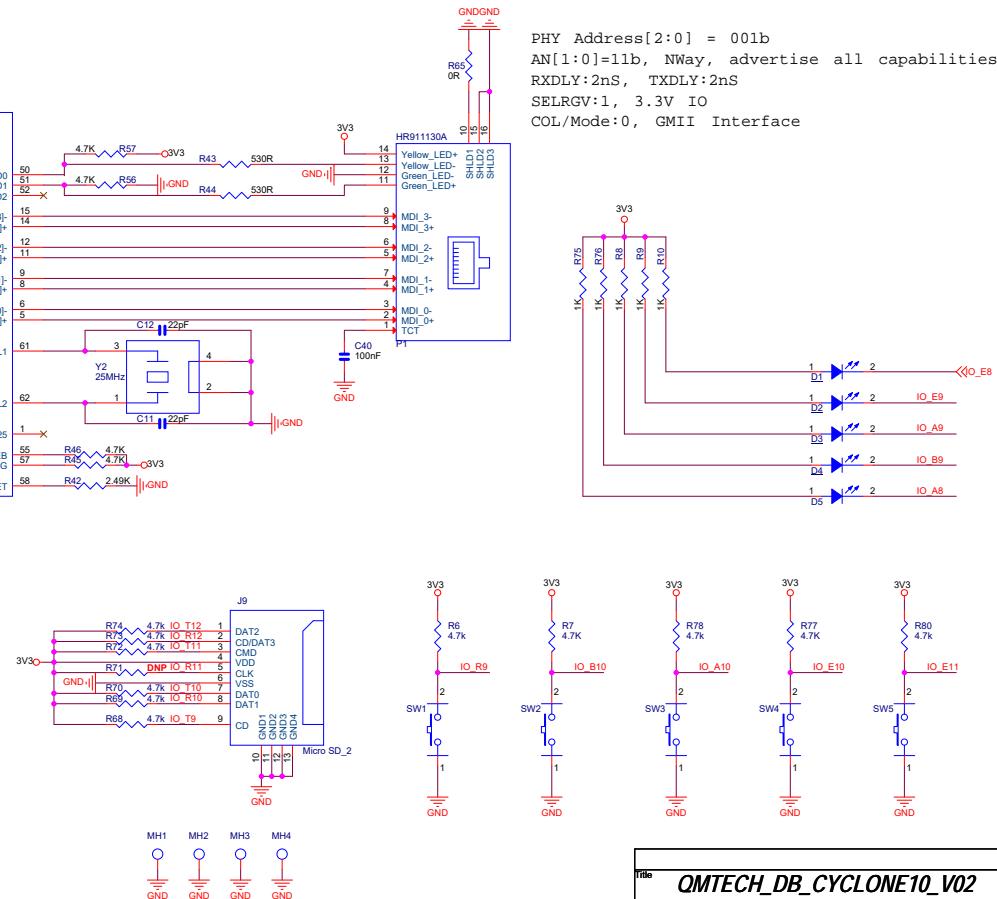 GNDGND
PHY Address[2:0] = 001b
AN[1:0]=11b, NWay, advertise all capabilities
RXDLY:2nS, TXDLY:2nS
SELRGV:1, 3.3V IO
COL/Mode:0, GMII Interface
R65
0R
10
15
16
SHLD1
SHLD2
SHLD3
3V3
HR911130A
4.7K R57 3V3
R43 530R
14 Yellow_LED+
13 Yellow_LED-
GND 12 Green_LED-
11 Green_LED+
50
51
52
4.7K R56 GND
R44 530R
15 9 MDI_3-
14 8 MDI_3+
12 6 MDI_2-
11 5 MDI_2+
9 7 MDI_1-
8 4 MDI_1+
6 3 MDI_0-
5 2 MDI_0+
1 TCT
P1
C12 22pF
61 3 4
Y2
25MHz
62 1 2
C11 22pF
GND
C40
100nF
GND
1
55 R46 4.7K
57 R45 4.7K 3V3
58 R42 2.49K GND
3V3
R75 R76 R8 R9 R10
1K 1K 1K 1K 1K
1 D1 2 IO_E8
1 D2 2 IO_E9
1 D3 2 IO_A9
1 D4 2 IO_B9
1 D5 2 IO_A8
J9
R74 4.7k IO_T12 1 DAT2
R73 4.7k IO_R12 2 CD/DAT3
R72 4.7k IO_T11 3 CMD
3V3 4 VDD
R71 DNP IO_R11 5 CLK
GND 6 VSS
R70 4.7k IO_T10 7 DAT0
R69 4.7k IO_R10 8 DAT1
R68 4.7k IO_T9 9 CD
GND1
GND2
GND3
GND4
10
11
12
13
Micro SD_2
GND
3V3 3V3 3V3 3V3 3V3
R6 R7 R78 R77 R80
4.7k 4.7K 4.7k 4.7K 4.7k
IO_R9 IO_B10 IO_A10 IO_E10 IO_E11
2 2 2 2 2
SW1 SW2 SW3 SW4 SW5
1 1 1 1 1
GND GND GND GND GND
MH1 MH2 MH3 MH4
GND GND GND GND
Title
QMTECH_DB_CYCLONE10_V02